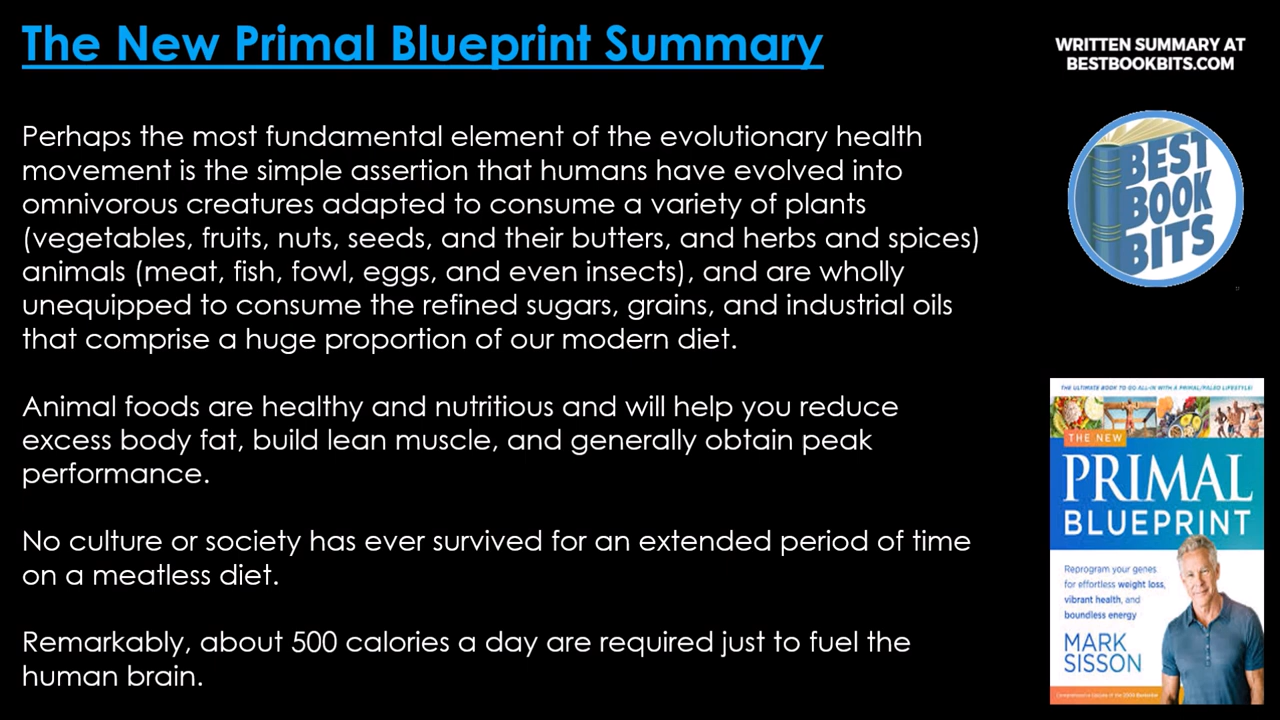 The New Primal Blueprint Summary
WRITTEN SUMMARY AT
BESTBOOKBITS.COM
Perhaps the most fundamental element of the evolutionary health
movement is the simple assertion that humans have evolved into
omnivorous creatures adapted to consume a variety of plants
(vegetables, fruits, nuts, seeds, and their butters, and herbs and spices)
animals (meat, fish, fowl, eggs, and even insects), and are wholly
unequipped to consume the refined sugars, grains, and industrial oils
that comprise a huge proportion of our modern diet.
Animal foods are healthy and nutritious and will help you reduce
excess body fat, build lean muscle, and generally obtain peak
performance.
No culture or society has ever survived for an extended period of time
on a meatless diet.
Remarkably, about 500 calories a day are required just to fuel the
human brain.
BEST
BOOK
BITS
THE ULTIMATE BOOK TO GO ALL-IN WITH A PRIMAL/PALEO LIFESTYLE!
THE NEW
PRIMAL
BLUEPRINT
Reprogram your genes
for effortless weight loss,
vibrant health, and
boundless energy
MARK
SISSON